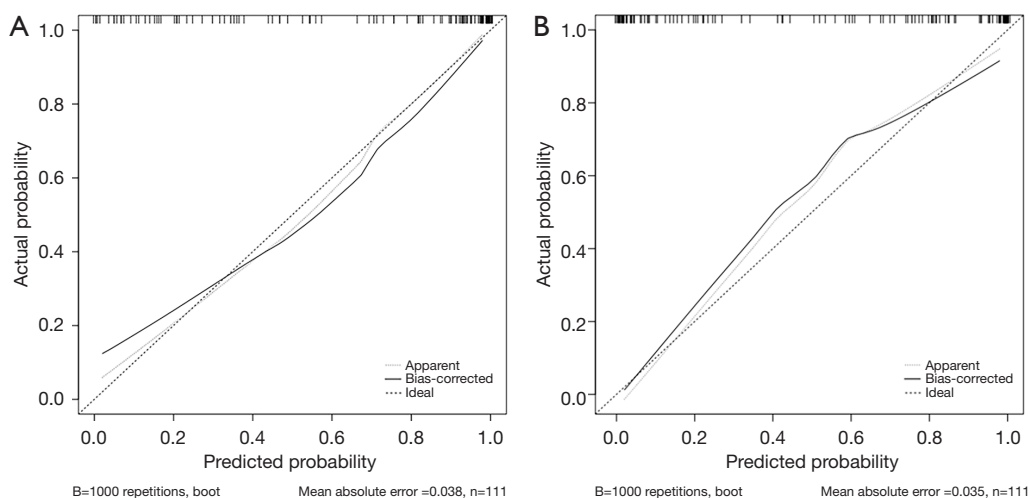 A
1.0
0.8
0.6
0.4
0.2
0.0
Actual probability
Apparent
Bias-corrected
Ideal
0.0 0.2 0.4 0.6 0.8 1.0
Predicted probability
B=1000 repetitions, boot Mean absolute error =0.038, n=111
B
1.0
0.8
0.6
0.4
0.2
0.0
Actual probability
Apparent
Bias-corrected
Ideal
0.0 0.2 0.4 0.6 0.8 1.0
Predicted probability
B=1000 repetitions, boot Mean absolute error =0.035, n=111